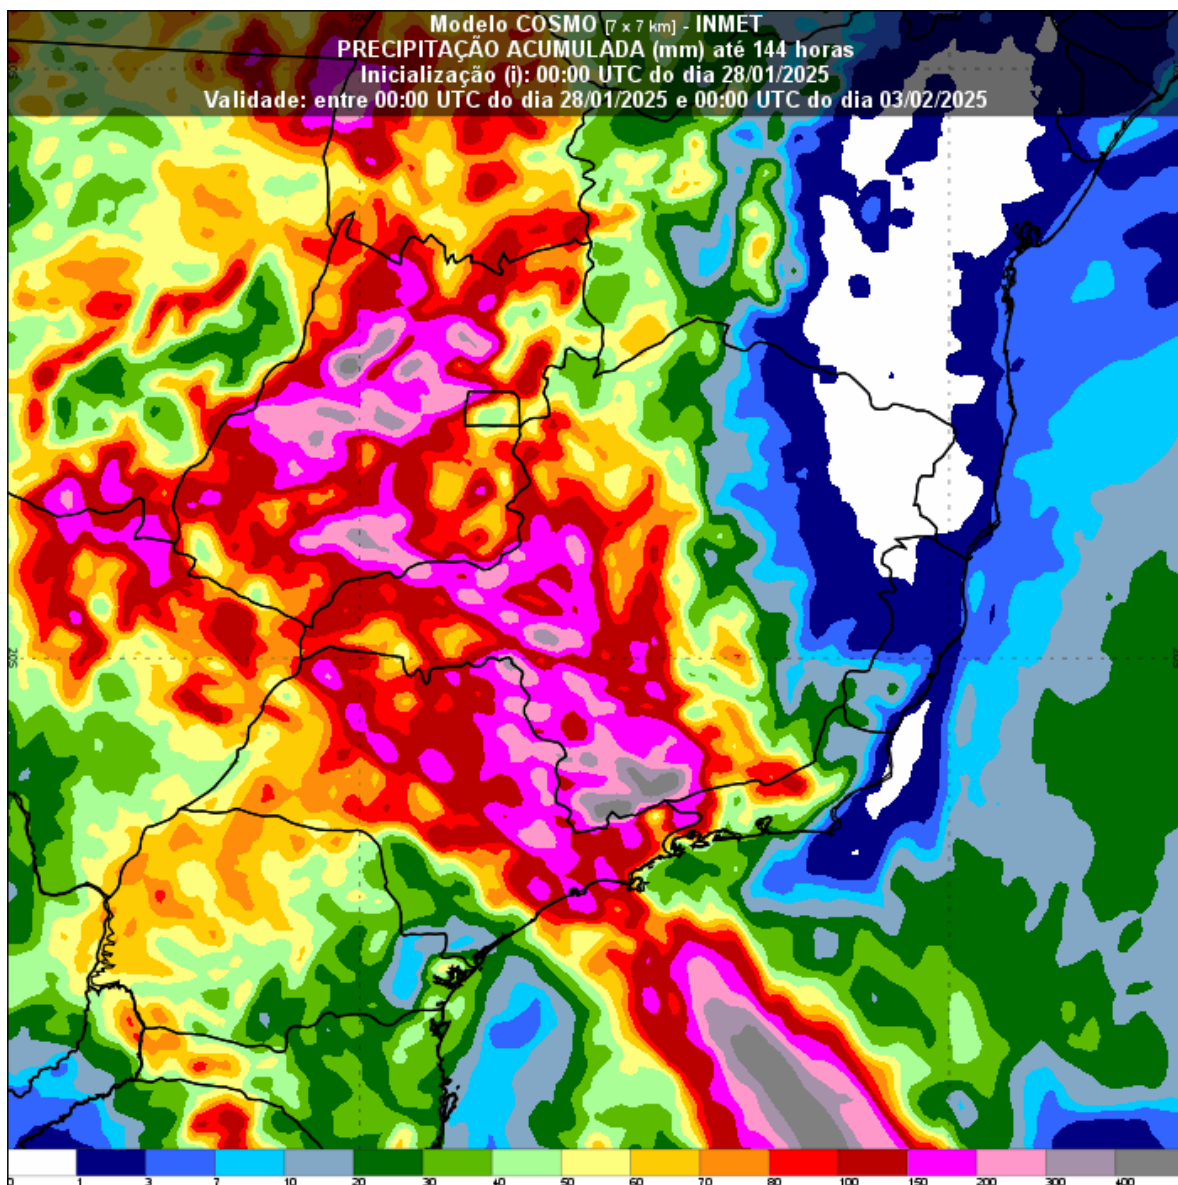 Modelo COSMO [7 x 7 km] - INMET
PRECIPITAÇÃO ACUMULADA (mm) até 144 horas
Inicialização (i): 00:00 UTC do dia 28/01/2025
Validade: entre 00:00 UTC do dia 28/01/2025 e 00:00 UTC do dia 03/02/2025
20S
0 1 3 7 10 20 30 40 50 60 70 80 100 150 200 300 400